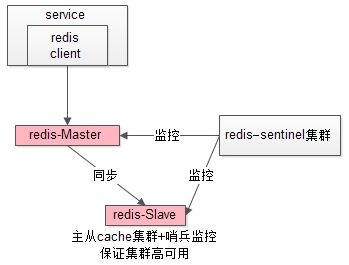 service
redis
client
redis-Master
监控
redis-sentinel集群
同步
监控
redis-Slave
主从cache集群+哨兵监控
保证集群高可用